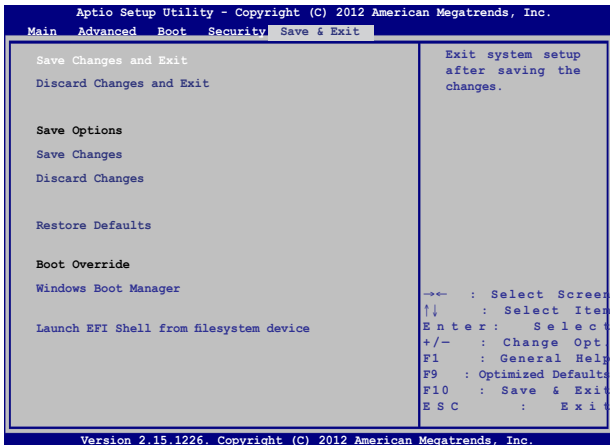 Aptio Setup Utility - Copyright (C) 2012 American Megatrends, Inc.
Main Advanced Boot Security Save & Exit
Save Changes and Exit
Discard Changes and Exit
Save Options
Save Changes
Discard Changes
Restore Defaults
Boot Override
Windows Boot Manager
Launch EFI Shell from filesystem device
Exit system setup
after saving the
changes.
→← : Select Screen
↑↓ : Select Item
Enter: Select
+/— : Change Opt.
F1 : General Help
F9 : Optimized Defaults
F10 : Save & Exit
ESC : Exit
Version 2.15.1226. Copyright (C) 2012 American Megatrends, Inc.